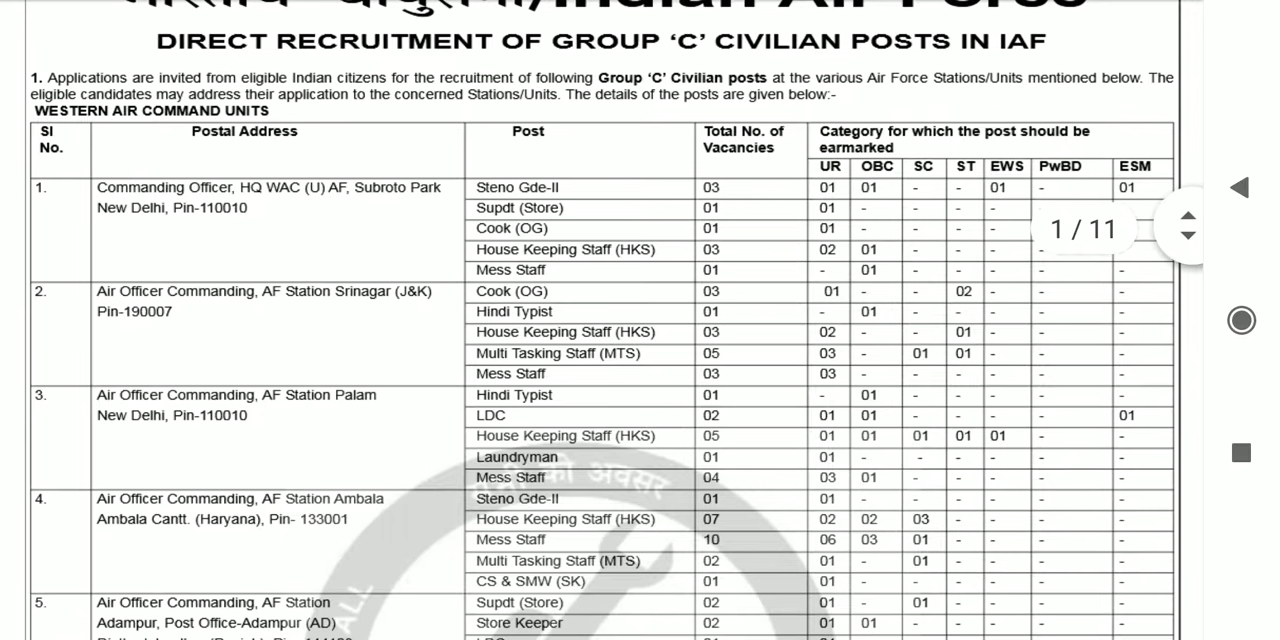 DIRECT RECRUITMENT OF GROUP ‘C’ CIVILIAN POSTS IN IAF
1. Applications are invited from eligible Indian citizens for the recruitment of following Group ‘C’ Civilian posts at the various Air Force Stations/Units mentioned below. The
eligible candidates may address their application to the concerned Stations/Units. The details of the posts are given below:-
WESTERN AIR COMMAND UNITS
Sl No. Postal Address Post Total No. of Vacancies Category for which the post should be earmarked
UR OBC SC ST EWS PwBD ESM
1. Commanding Officer, HQ WAC (U) AF, Subroto Park Steno Gde-II 03 01 01 - - 01 - 01
New Delhi, Pin-110010 Supdt (Store) 01 01 - - - -
Cook (OG) 01 01 - - - -
House Keeping Staff (HKS) 03 02 01 - - - -
Mess Staff 01 - 01 - - - - -
1 / 11
2. Air Officer Commanding, AF Station Srinagar (J&K) Cook (OG) 03 01 - - 02 - - -
Pin-190007 Hindi Typist 01 - 01 - - - - -
House Keeping Staff (HKS) 03 02 - - 01 - - -
Multi Tasking Staff (MTS) 05 03 - 01 01 - - -
Mess Staff 03 03 - - - - - -
3. Air Officer Commanding, AF Station Palam Hindi Typist 01 - 01 - - - - -
New Delhi, Pin-110010 LDC 02 01 01 - - - - 01
House Keeping Staff (HKS) 05 01 01 01 01 01 - -
Laundryman 01 01 - - - - - -
Mess Staff 04 03 01 - - - - -
4. Air Officer Commanding, AF Station Ambala Steno Gde-II 01 01 - - - - - -
Ambala Cantt. (Haryana), Pin- 133001 House Keeping Staff (HKS) 07 02 02 03 - - - -
Mess Staff 10 06 03 01 - - - -
Multi Tasking Staff (MTS) 02 01 - 01 - - - -
CS & SMW (SK) 01 01 - - - - - -
5. Air Officer Commanding, AF Station Supdt (Store) 02 01 - 01 - - - -
Adampur, Post Office-Adampur (AD) Store Keeper 02 01 01 - - - - -
की अवसर
ALL